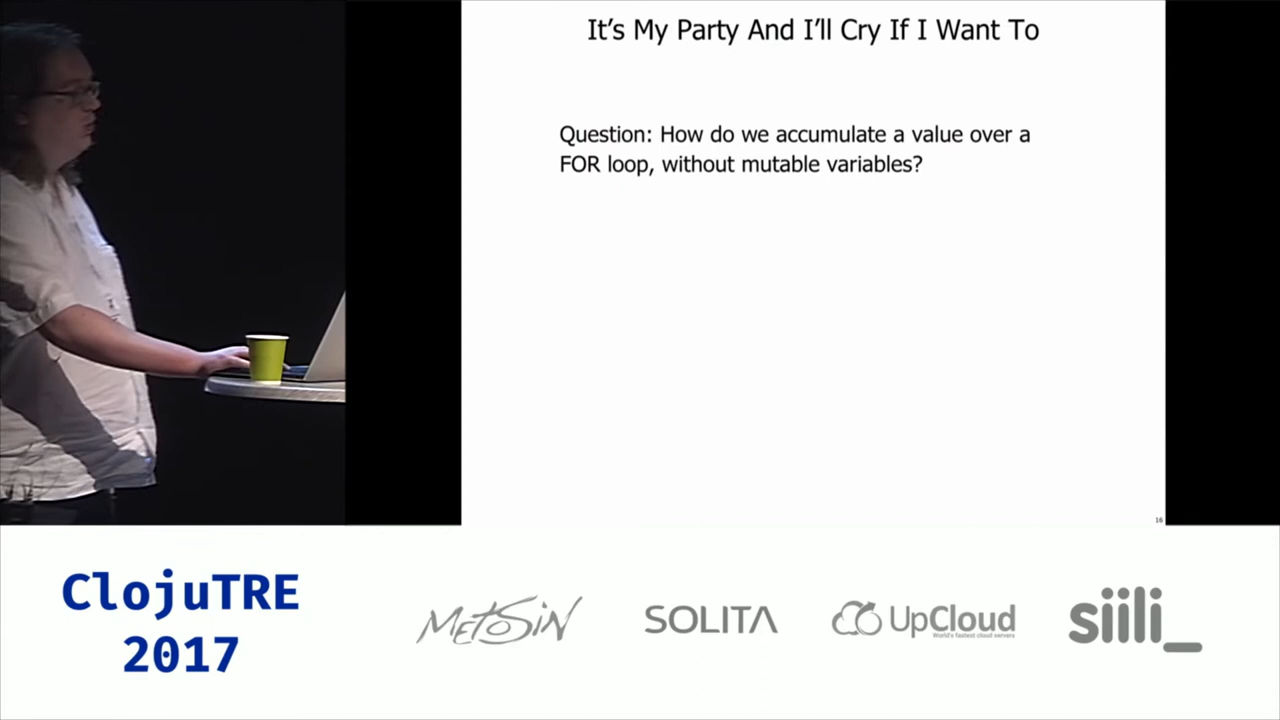 It's My Party And I'll Cry If I Want To
Question: How do we accumulate a value over a
FOR loop, without mutable variables?
16
ClojuTRE
2017
METOSIN
SOLITA
UpCloud
World's fastest cloud servers
siili_